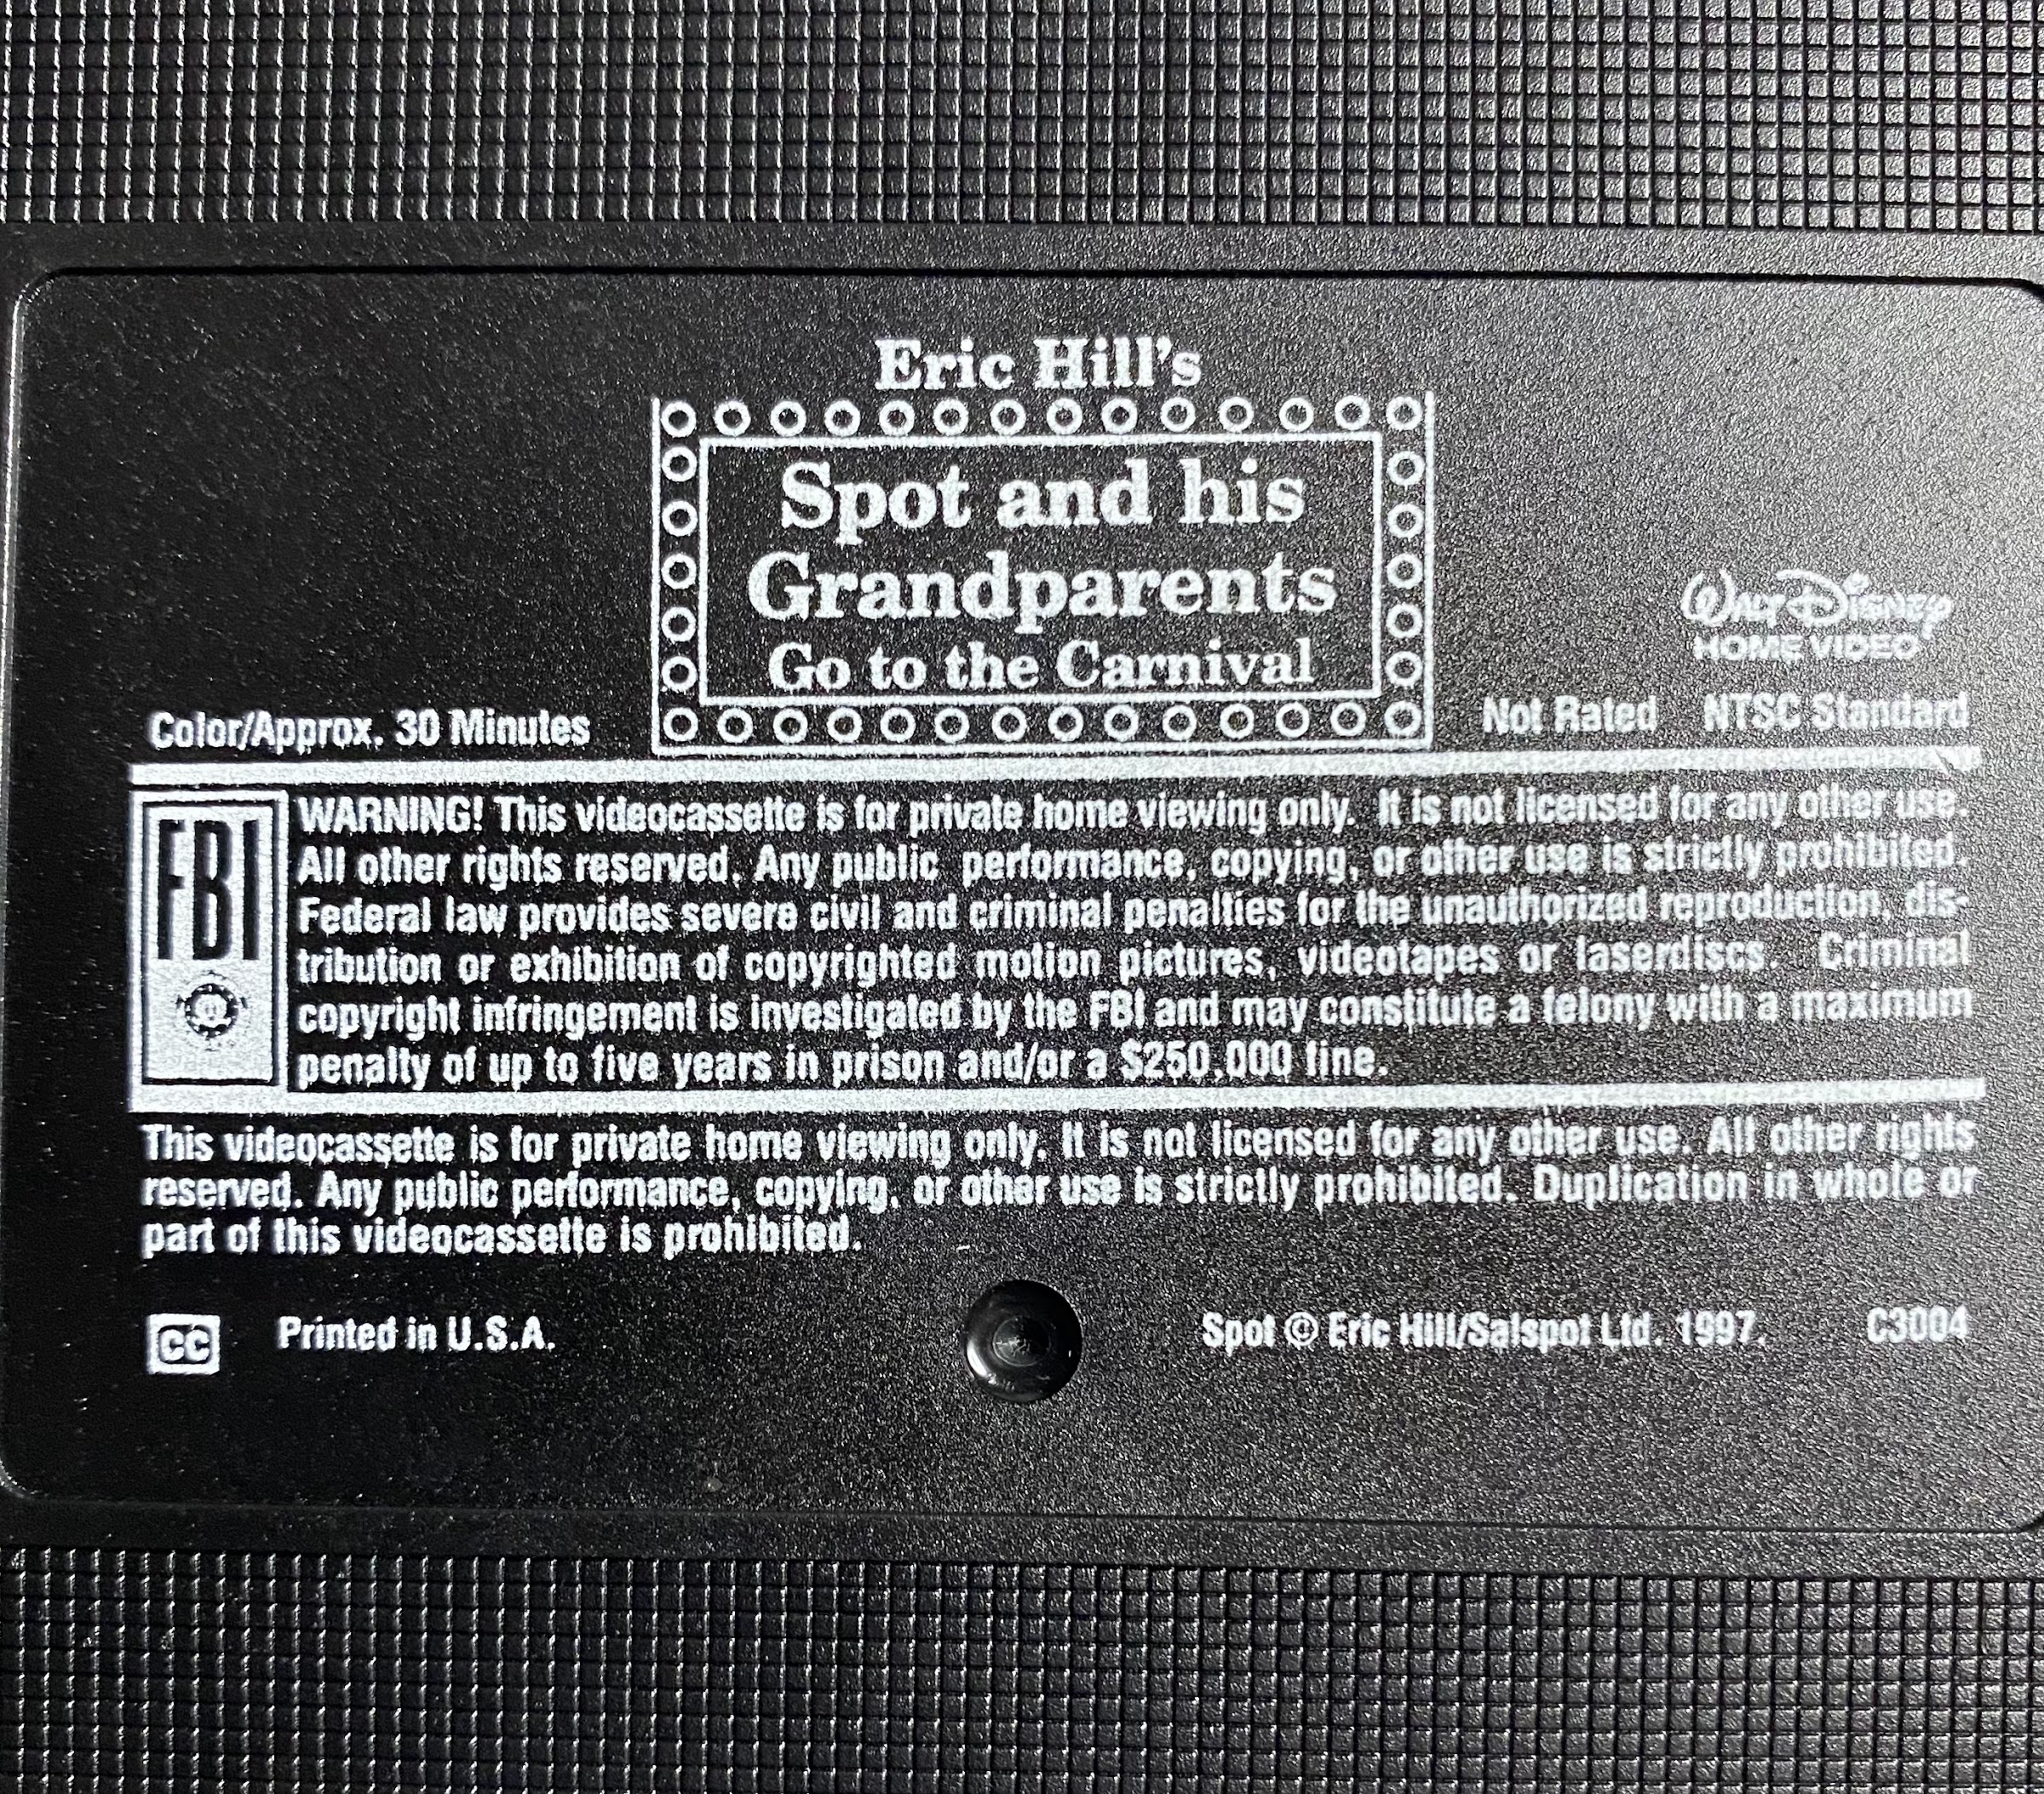 Eric Hill's
Spot and his
Grandparents
Go to the Carnival
WALT DISNEY
HOME VIDEO
Color/Approx. 30 Minutes
Not Rated NTSC Standard
FBI
WARNING! This videocassette is for private home viewing only. It is not licensed for any other use.
All other rights reserved. Any public performance, copying, or other use is strictly prohibited.
Federal law provides severe civil and criminal penalties for the unauthorized reproduction, dis-
tribution or exhibition of copyrighted motion pictures, videotapes or laserdiscs. Criminal
copyright infringement is investigated by the FBI and may constitute a felony with a maximum
penalty of up to five years in prison and/or a $250,000 fine.
This videocassette is for private home viewing only. It is not licensed for any other use. All other rights
reserved. Any public performance, copying, or other use is strictly prohibited. Duplication in whole or
part of this videocassette is prohibited.
CC Printed in U.S.A.
Spot © Eric Hill/Salspot Ltd. 1997. C3004